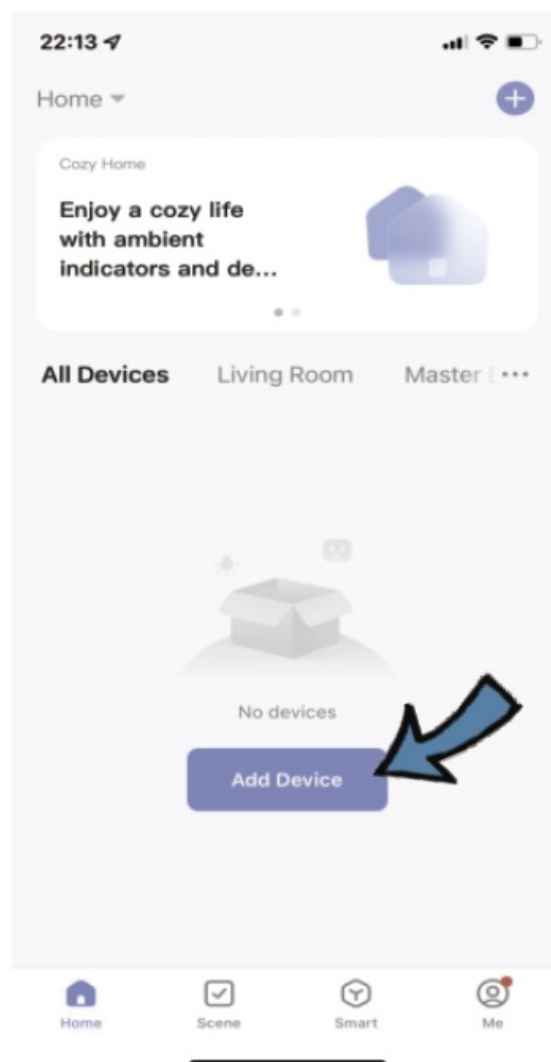 22:13
Home
Cozy Home
Enjoy a cozy life
with ambient
indicators and de...
All Devices Living Room Master
No devices
Add Device
Home Scene Smart Me